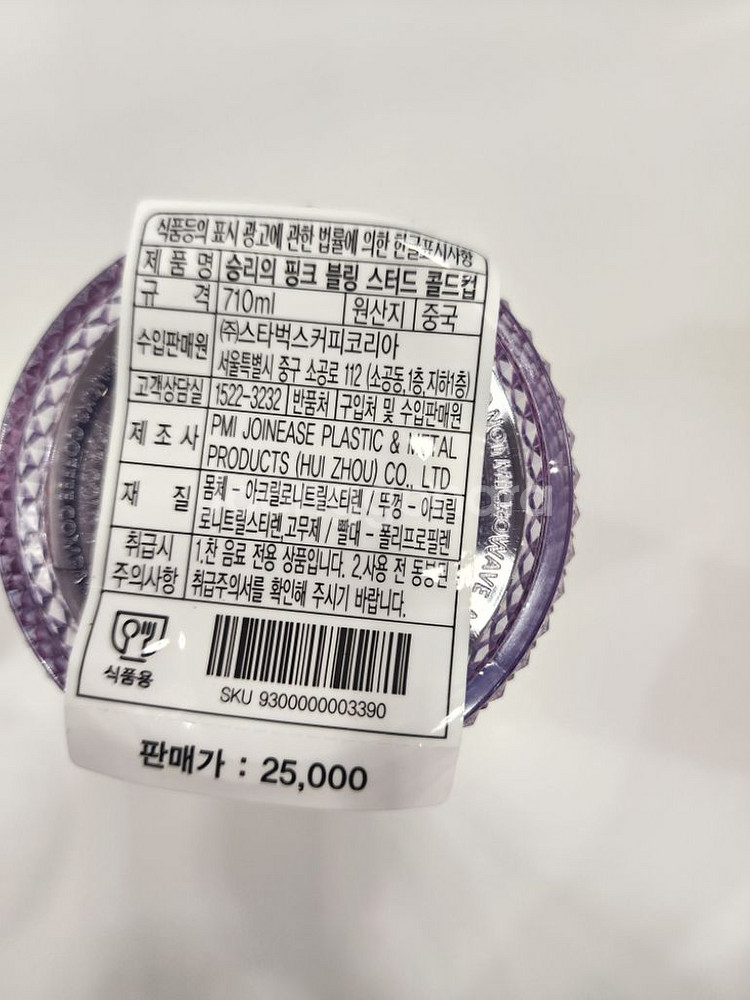 식품등의 표시 광고에 관한 법률에 의한 한글표시사항
제 품 명 승리의 핑크 블링 스터드 콜드컵
규 격 710ml 원산지 중국
수입판매원 (주)스타벅스커피코리아
서울특별시 중구 소공로 112 (소공동,1층,지하1층)
고객상담실 1522-3232 반품처 구입처 및 수입판매원
제 조 사 PMI JOINEASE PLASTIC & METAL
PRODUCTS (HUI ZHOU) CO., LTD
재 질 몸체 - 아크릴로니트릴스티렌 / 뚜껑 - 아크릴
로니트릴스티렌,고무제 / 빨대 - 폴리프로필렌
취급시 주의사항 1.찬 음료 전용 상품입니다. 2.사용 전 동봉된
취급주의서를 확인해 주시기 바랍니다.
식품용
SKU 9300000003390
판매가 : 25,000
NON MICROWAVE